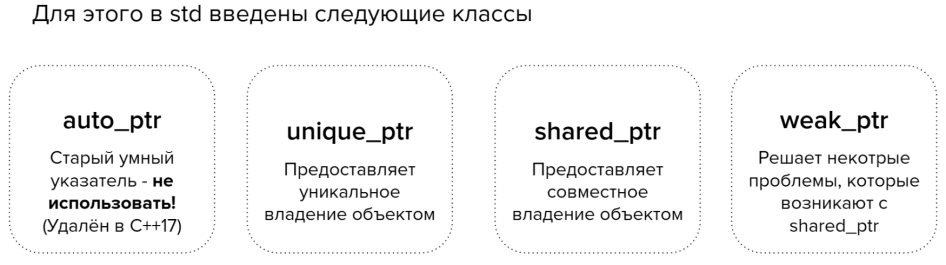 Для этого в std введены следующие классы
auto_ptr
Старый умный
указатель - не
использовать!
(Удалён в C++17)
unique_ptr
Предоставляет
уникальное
владение объектом
shared_ptr
Предоставляет
совместное
владение объектом
weak_ptr
Решает некотрые
проблемы, которые
возникают с
shared_ptr